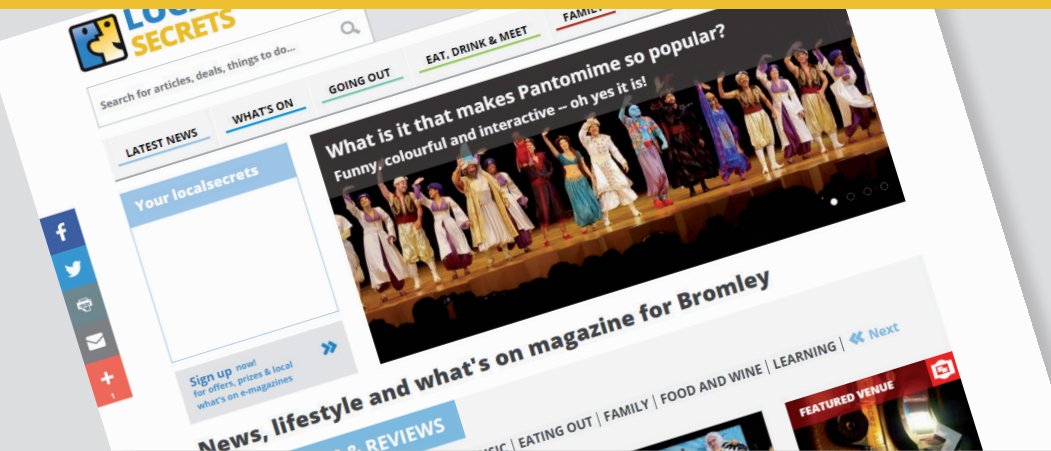 SECRETS
Search for articles, deals, things to do...
LATEST NEWS
WHAT'S ON
GOING OUT
EAT, DRINK & MEET
What is it that makes Pantomime so popular?
Funny, colourful and interactive -- oh yes it is!
Your localsecrets
Sign up now!
for offers, prizes & local
what's on e-magazines
1
News, lifestyle and what's on magazine for Bromley
& REVIEWS
| EATING OUT | FAMILY | FOOD AND WINE | LEARNING | Next
FEATURED VENUE